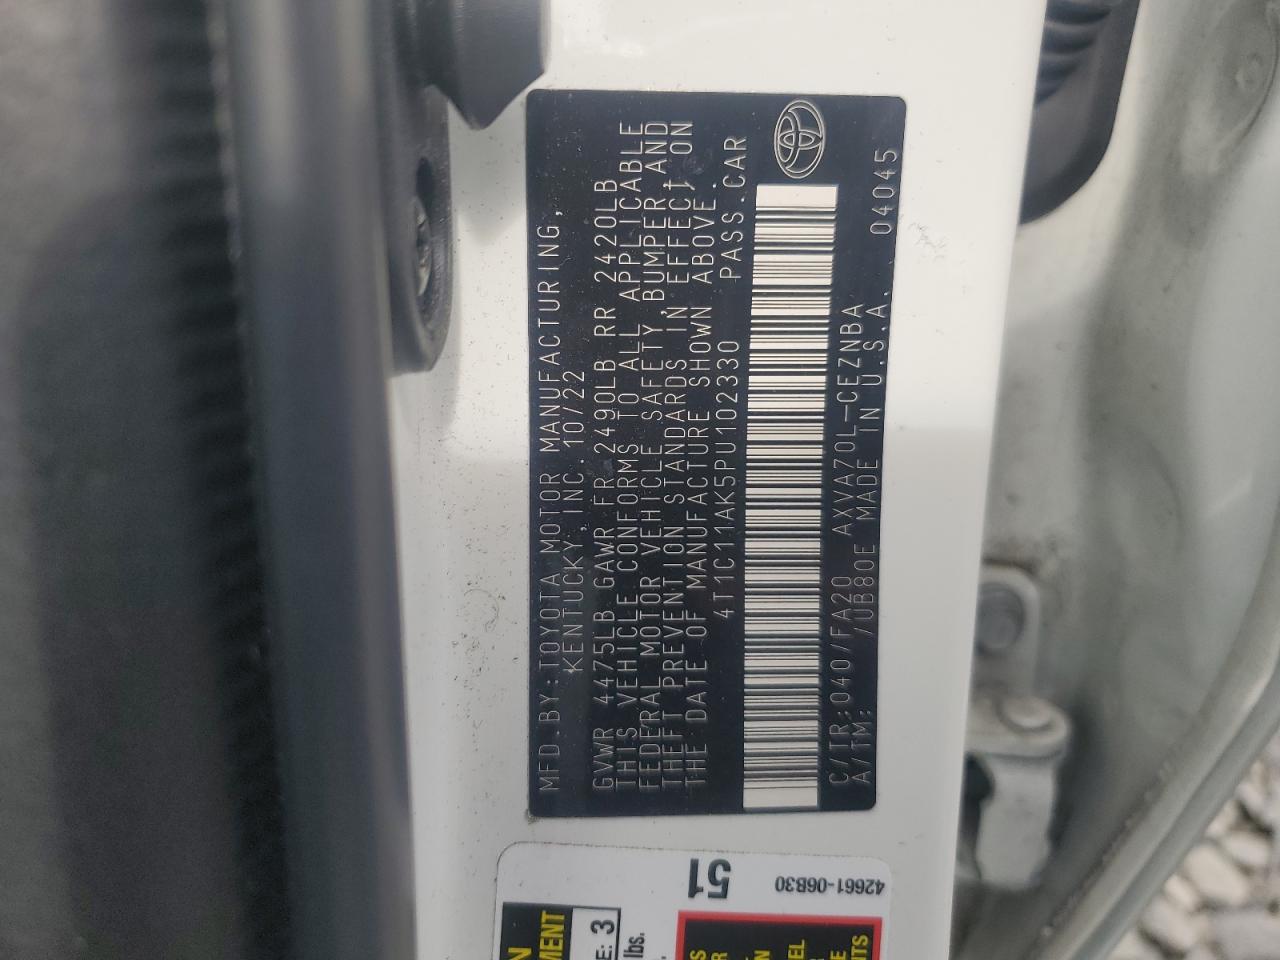 MFD.BY:TOYOTA MOTOR MANUFACTURING,
KENTUCKY,INC.10/22
GVWR 4475LB GAWR FR 2490LB RR 2420LB
THIS VEHICLE CONFORMS TO ALL APPLICABLE
FEDERAL MOTOR VEHICLE SAFETY,BUMPER AND
THEFT PREVENTION STANDARDS IN EFFECT ON
THE DATE OF MANUFACTURE SHOWN ABOVE.
4T1C11AK5PU102330 PASS.CAR
C/TR:040/FA20 AXVA70L-CEZNBA 04045
A/TM: /UB80E MADE IN U.S.A.
51
42661-06B30
3
lbs.